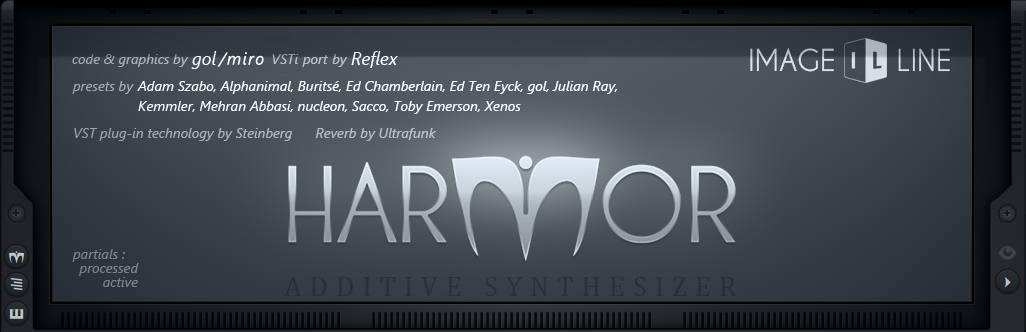 code & graphics by gol/miro VSTi port by Reflex
IMAGE IL LINE
presets by Adam Szabo, Alphanimal, Buritsé, Ed Chamberlain, Ed Ten Eyck, gol, Julian Ray,
Kemmler, Mehran Abbasi, nucleon, Sacco, Toby Emerson, Xenos
VST plug-in technology by Steinberg Reverb by Ultrafunk
HARMOR
ADDITIVE SYNTHESIZER
partials :
processed
active